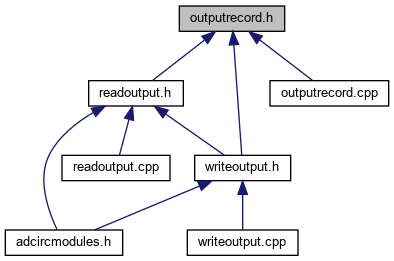 outputrecord.h
readoutput.h
outputrecord.cpp
readoutput.cpp
writeoutput.h
adcircmodules.h
writeoutput.cpp